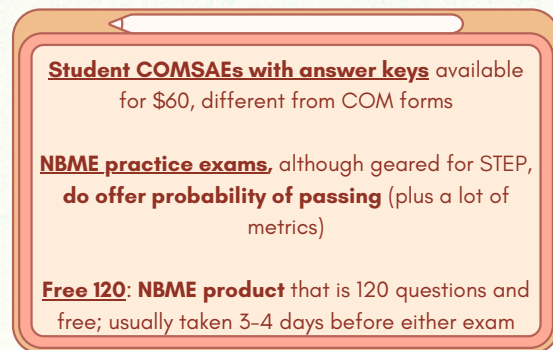 Student COMSAEs with answer keys available
for $60, different from COM forms
NBME practice exams, although geared for STEP,
do offer probability of passing (plus a lot of
metrics)
Free 120: NBME product that is 120 questions and
free; usually taken 3-4 days before either exam